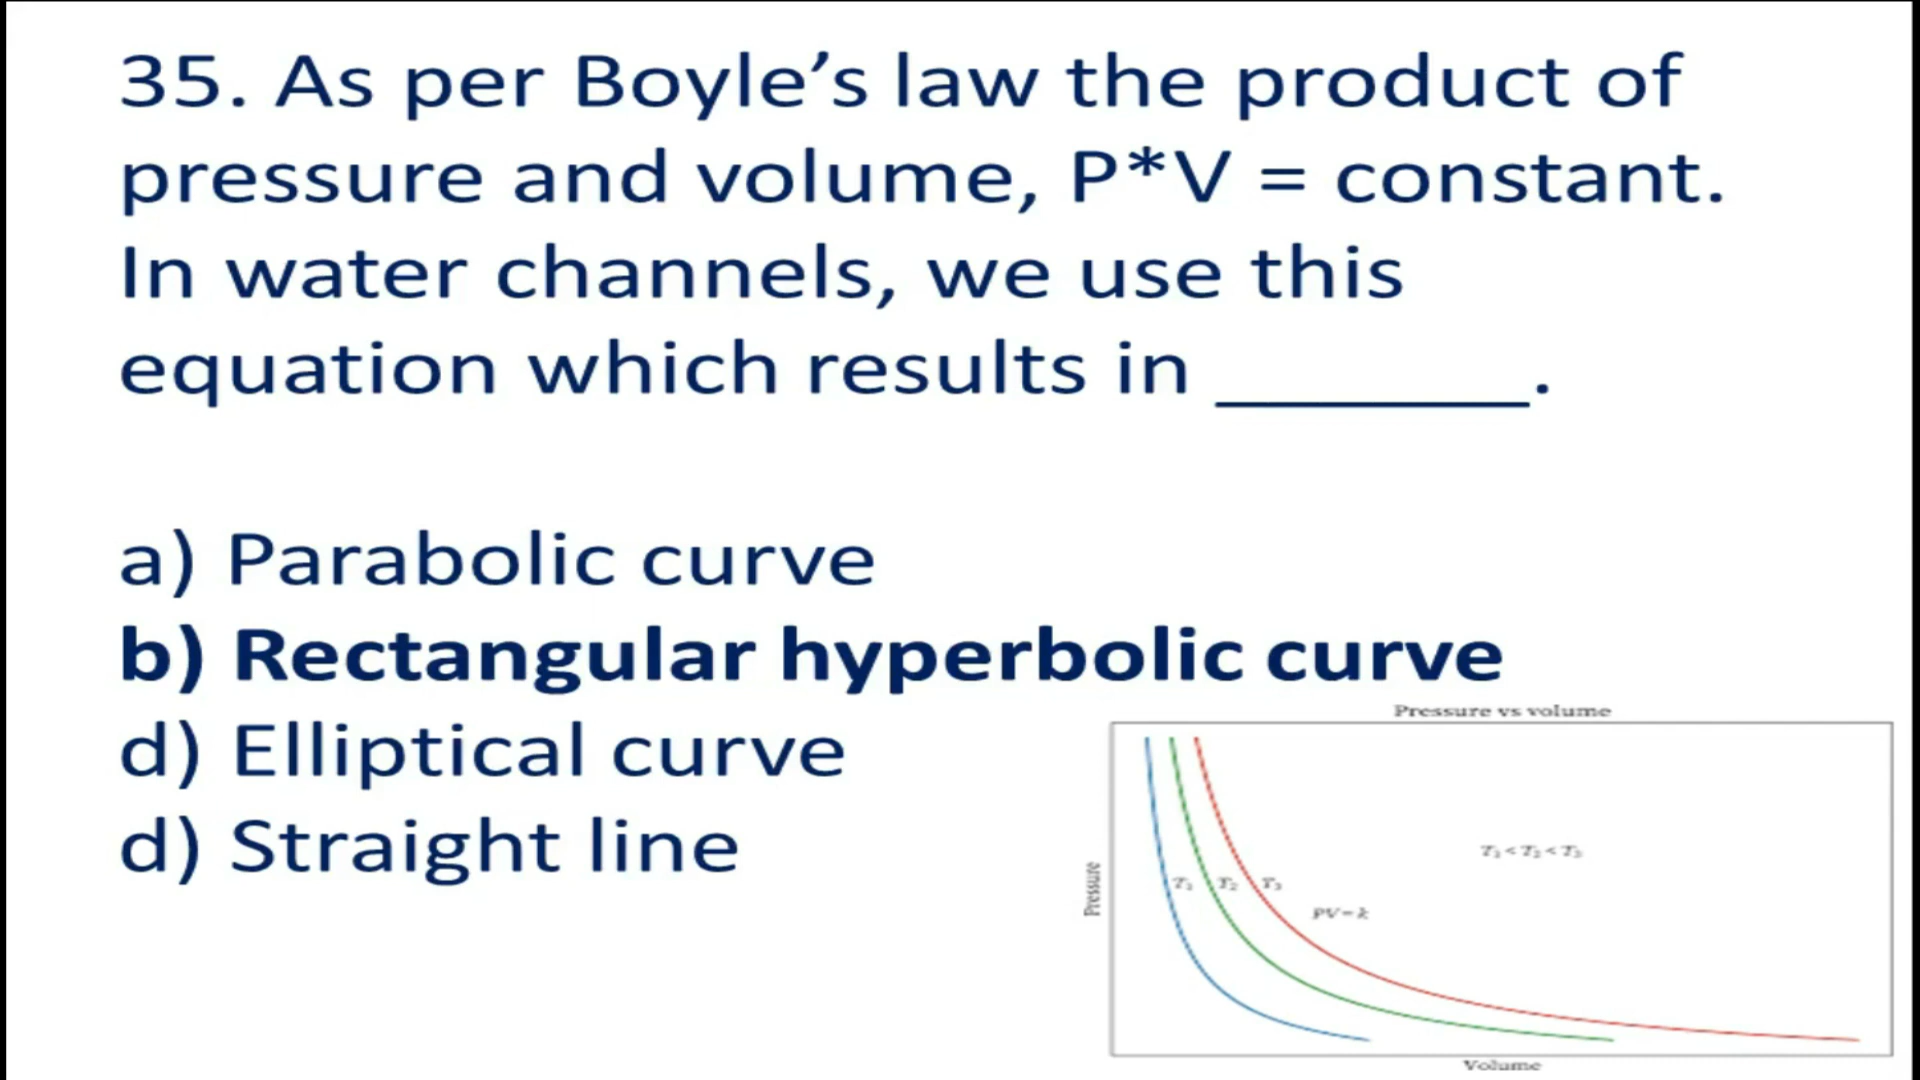 35. As per Boyle’s law the product of
pressure and volume, P*V = constant.
In water channels, we use this
equation which results in _______.
a) Parabolic curve
b) Rectangular hyperbolic curve
d) Elliptical curve
d) Straight line
Pressure vs volume
Pressure
T₁ < T₂ < T₃
T₁ T₂ T₃
PV = k
Volume